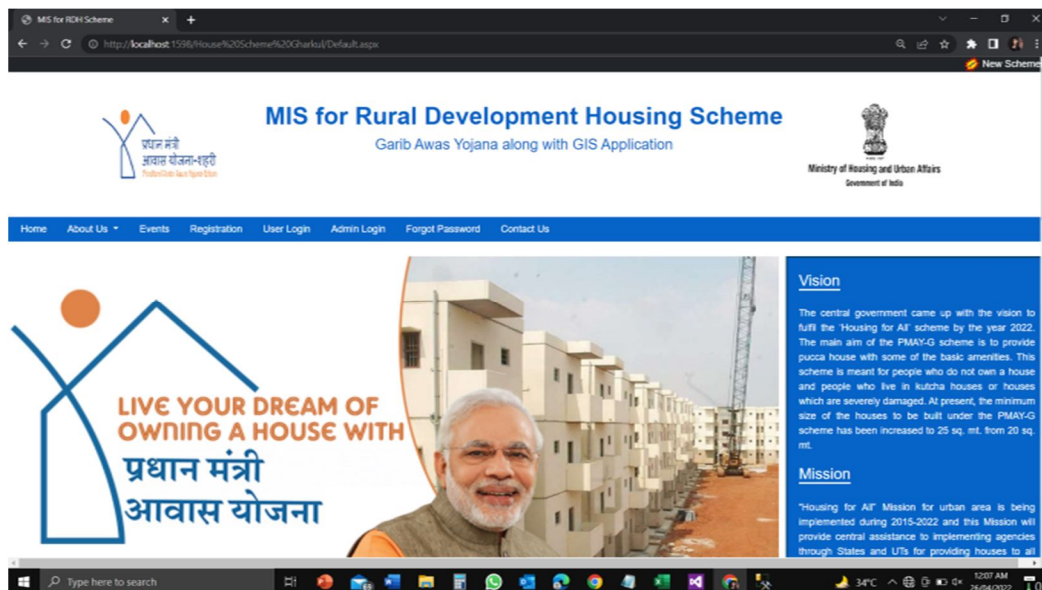 MIS for RDH Scheme
http://localhost:1598/House%20Scheme%20Gharkul/Default.aspx
New Scheme
प्रधान मंत्री
आवास योजना-शहरी
Pradhan Mantri Awas Yojana-Urban
MIS for Rural Development Housing Scheme
Garib Awas Yojana along with GIS Application
Ministry of Housing and Urban Affairs
Government of India
Home About Us Events Registration User Login Admin Login Forgot Password Contact Us
LIVE YOUR DREAM OF
OWNING A HOUSE WITH
प्रधान मंत्री
आवास योजना
Vision
The central government came up with the vision to
fulfil the 'Housing for All' scheme by the year 2022.
The main aim of the PMAY-G scheme is to provide
pucca house with some of the basic amenities. This
scheme is meant for people who do not own a house
and people who live in kutcha houses or houses
which are severely damaged. At present, the minimum
size of the houses to be built under the PMAY-G
scheme has been increased to 25 sq. mt. from 20 sq.
mt.
Mission
"Housing for All" Mission for urban area is being
implemented during 2015-2022 and this Mission will
provide central assistance to implementing agencies
through States and UTs for providing houses to all
Type here to search
34°C
12:07 AM
26/04/2022